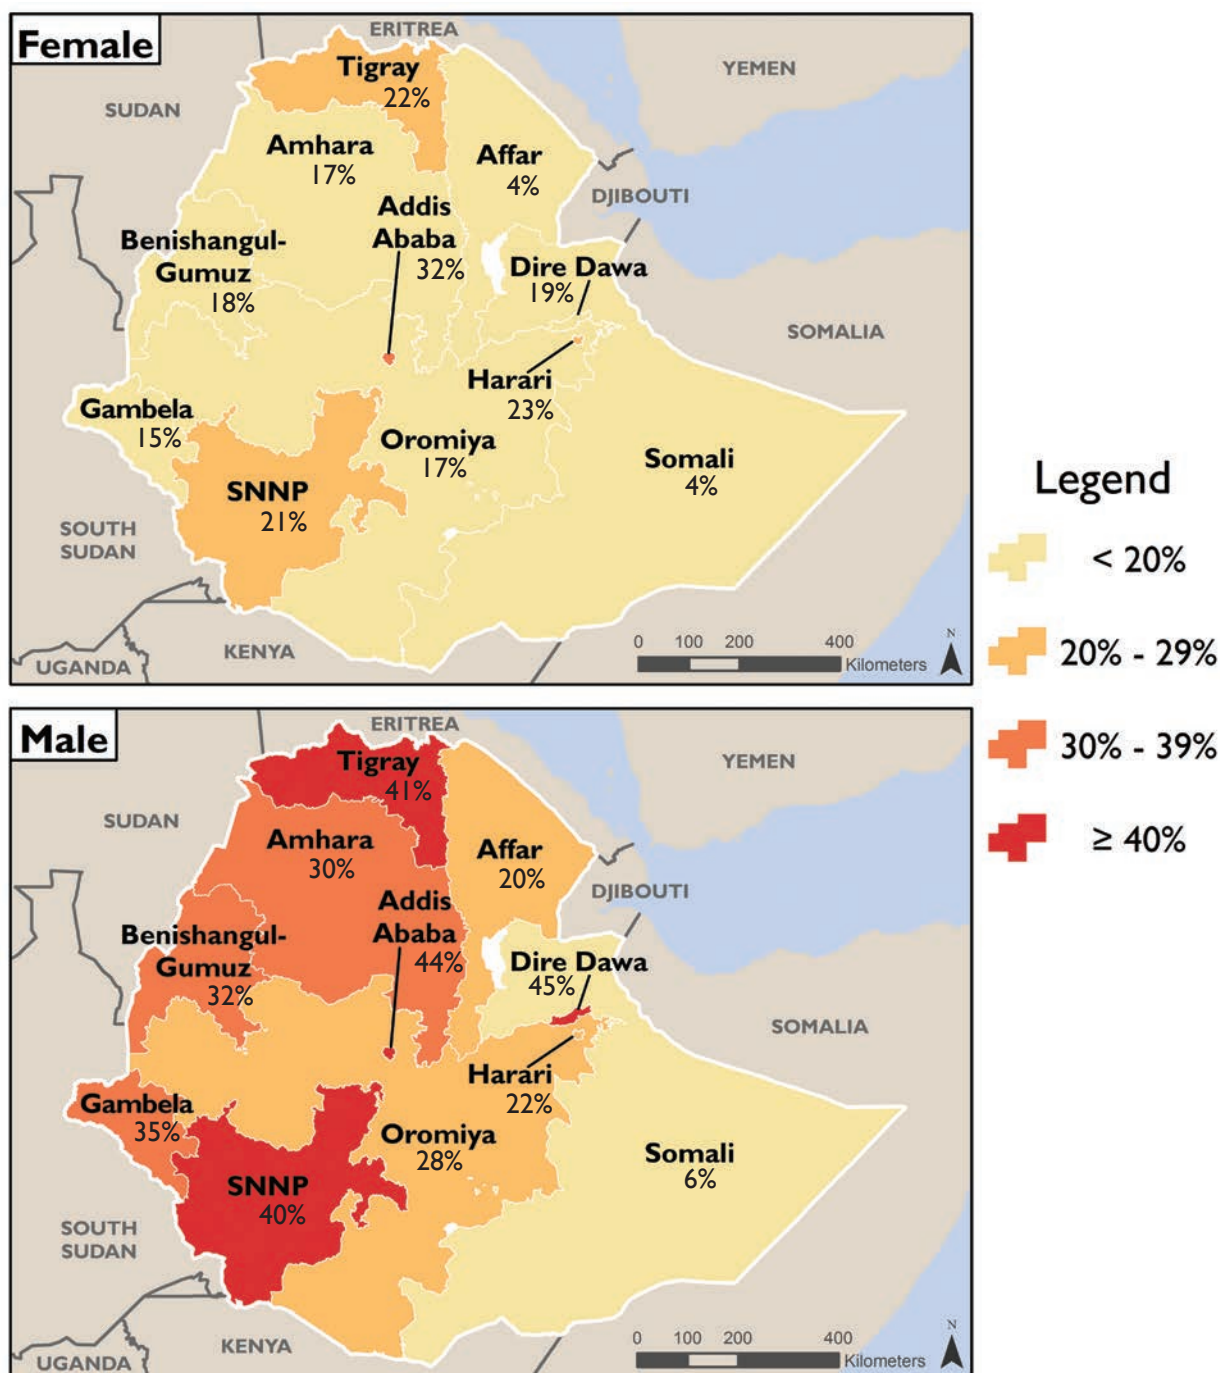 Female
ERITREA
YEMEN
Tigray
22%
SUDAN
Amhara
17%
Affar
4%
DJIBOUTI
Addis
Ababa
32%
Benishangul-
Gumuz
18%
Dire Dawa
19%
SOMALIA
Harari
23%
Gambela
15%
Oromiya
17%
Somali
4%
SNNP
21%
SOUTH
SUDAN
KENYA
UGANDA
0 100 200 400
Kilometers
N
Legend
< 20%
20% - 29%
30% - 39%
≥ 40%
Male
ERITREA
YEMEN
Tigray
41%
SUDAN
Amhara
30%
Affar
20%
DJIBOUTI
Addis
Ababa
44%
Benishangul-
Gumuz
32%
Dire Dawa
45%
SOMALIA
Harari
22%
Gambela
35%
Oromiya
28%
Somali
6%
SNNP
40%
SOUTH
SUDAN
KENYA
UGANDA
0 100 200 400
Kilometers
N